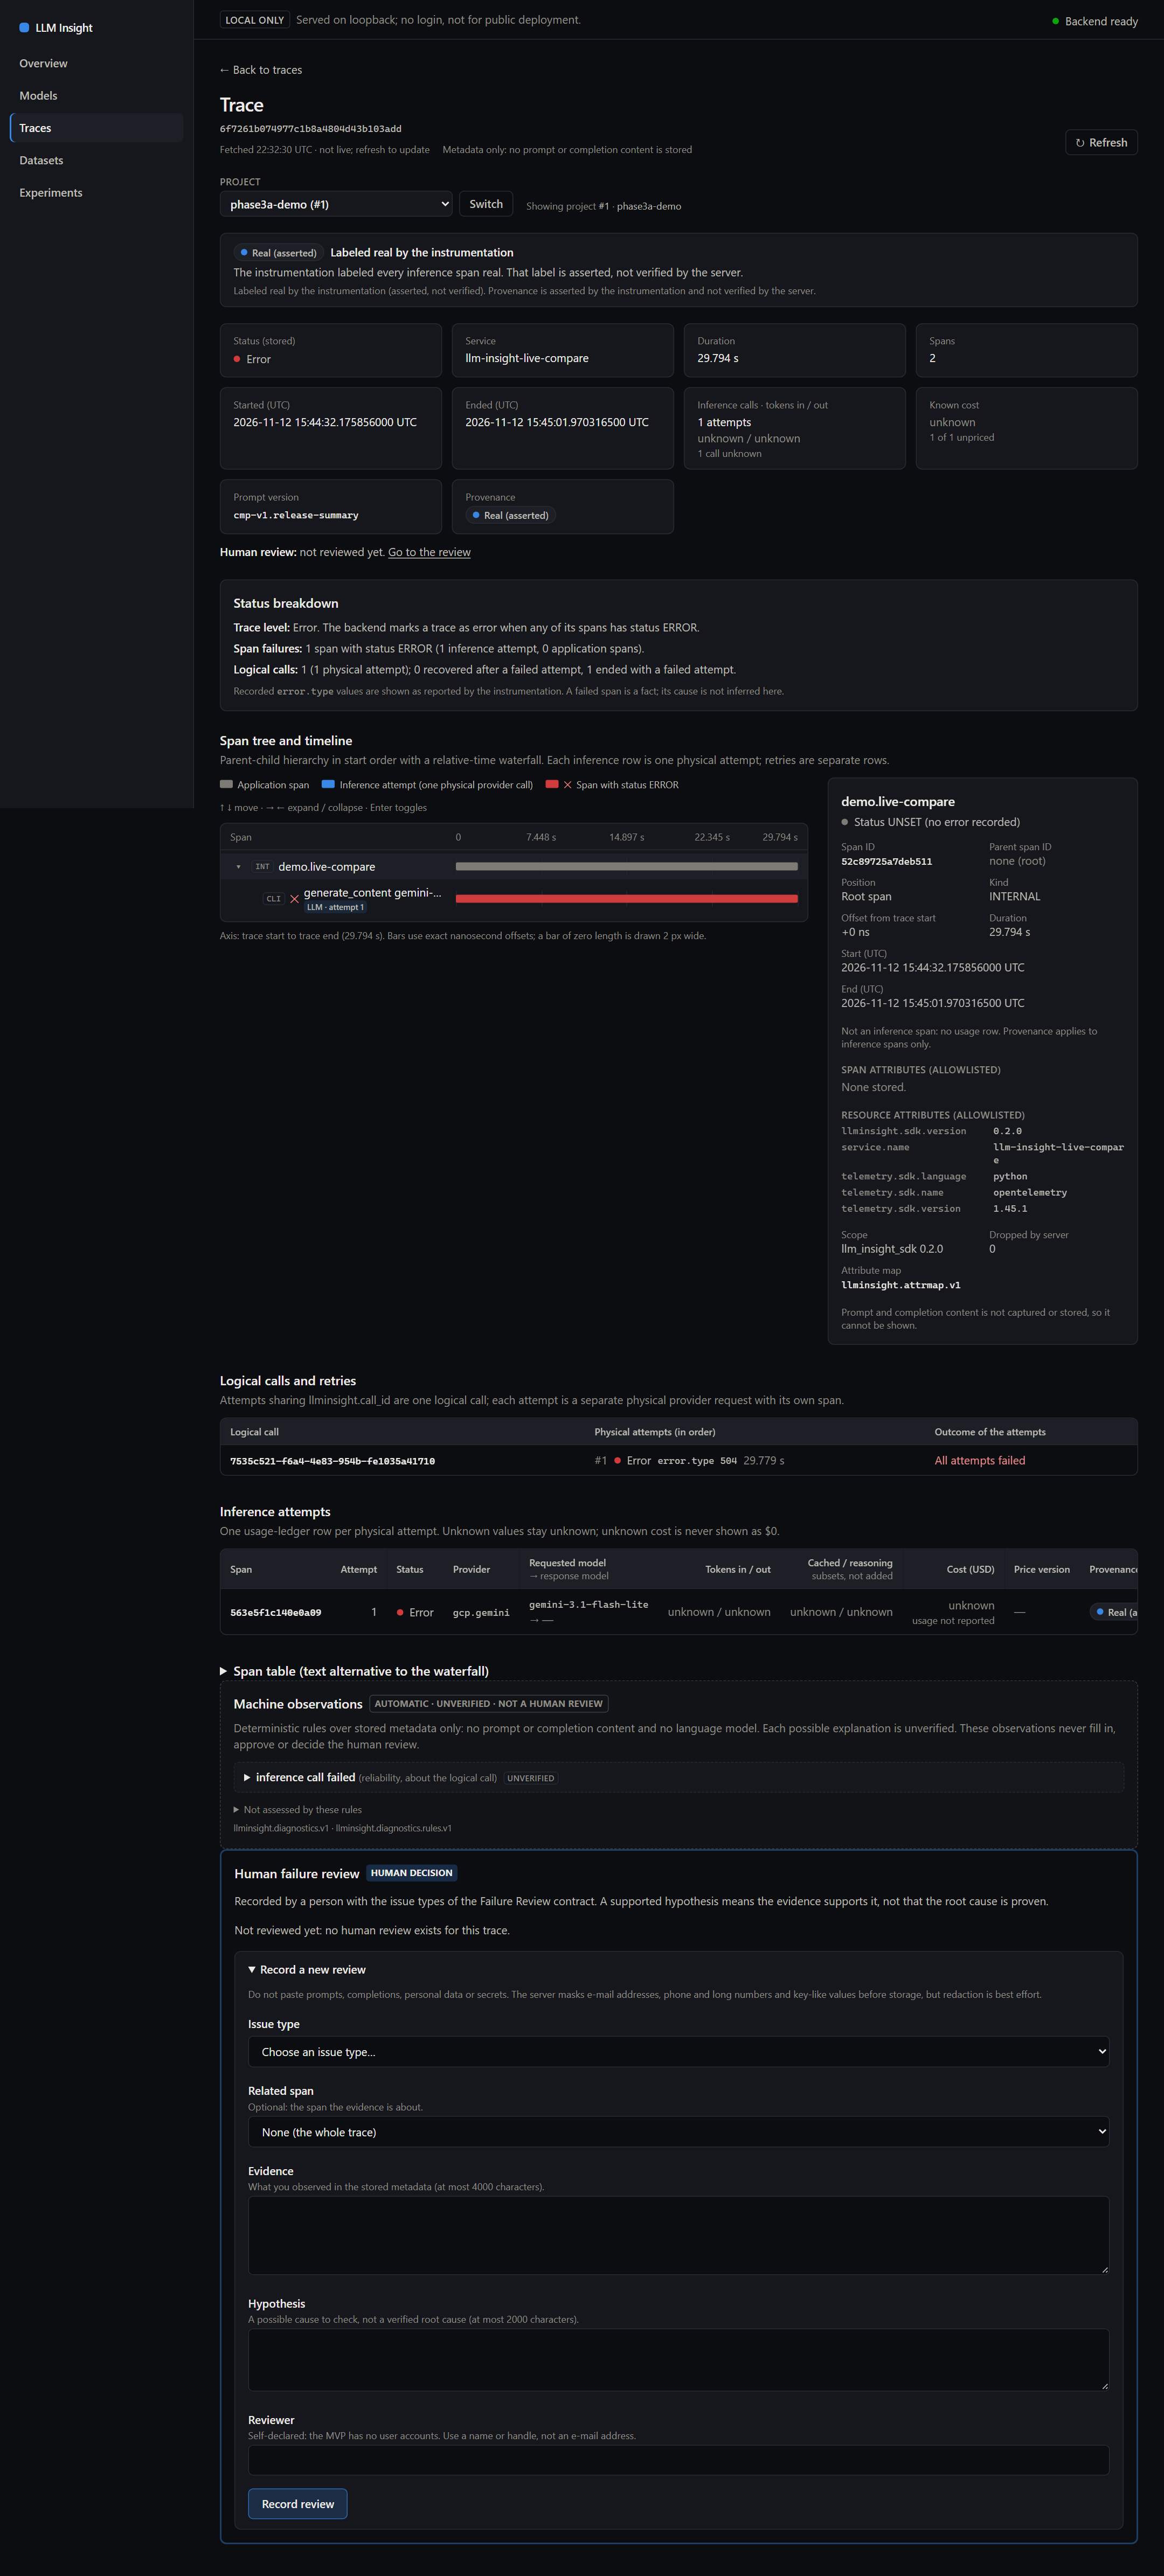 LLM Insight
Overview
Models
Traces
Datasets
Experiments
LOCAL ONLY Served on loopback; no login, not for public deployment.
Backend ready
← Back to traces
Trace
6f7261b074977c1b8a4804d43b103add
Fetched 22:32:30 UTC · not live; refresh to update Metadata only: no prompt or completion content is stored
↻ Refresh
PROJECT
phase3a-demo (#1)
Switch
Showing project #1 · phase3a-demo
Real (asserted) Labeled real by the instrumentation
The instrumentation labeled every inference span real. That label is asserted, not verified by the server.
Labeled real by the instrumentation (asserted, not verified). Provenance is asserted by the instrumentation and not verified by the server.
Status (stored)
Error
Service
llm-insight-live-compare
Duration
29.794 s
Spans
2
Started (UTC)
2026-11-12 15:44:32.175856000 UTC
Ended (UTC)
2026-11-12 15:45:01.970316500 UTC
Inference calls · tokens in / out
1 attempts
unknown / unknown
1 call unknown
Known cost
unknown
1 of 1 unpriced
Prompt version
cmp-v1.release-summary
Provenance
Real (asserted)
Human review: not reviewed yet. Go to the review
Status breakdown
Trace level: Error. The backend marks a trace as error when any of its spans has status ERROR.
Span failures: 1 span with status ERROR (1 inference attempt, 0 application spans).
Logical calls: 1 (1 physical attempt); 0 recovered after a failed attempt, 1 ended with a failed attempt.
Recorded error.type values are shown as reported by the instrumentation. A failed span is a fact; its cause is not inferred here.
Span tree and timeline
Parent-child hierarchy in start order with a relative-time waterfall. Each inference row is one physical attempt; retries are separate rows.
Application span Inference attempt (one physical provider call) ✕ Span with status ERROR
↑ ↓ move · → ← expand / collapse · Enter toggles
Span 0 7.448 s 14.897 s 22.345 s 29.794 s
▾ INT demo.live-compare
CLI ✕ generate_content gemini-…
LLM · attempt 1
Axis: trace start to trace end (29.794 s). Bars use exact nanosecond offsets; a bar of zero length is drawn 2 px wide.
demo.live-compare
Status UNSET (no error recorded)
Span ID
52c89725a7deb511
Parent span ID
none (root)
Position
Root span
Kind
INTERNAL
Offset from trace start
+0 ns
Duration
29.794 s
Start (UTC)
2026-11-12 15:44:32.175856000 UTC
End (UTC)
2026-11-12 15:45:01.970316500 UTC
Not an inference span: no usage row. Provenance applies to
inference spans only.
SPAN ATTRIBUTES (ALLOWLISTED)
None stored.
RESOURCE ATTRIBUTES (ALLOWLISTED)
llminsight.sdk.version 0.2.0
service.name llm-insight-live-compar
e
telemetry.sdk.language python
telemetry.sdk.name opentelemetry
telemetry.sdk.version 1.45.1
Scope
llm_insight_sdk 0.2.0
Dropped by server
0
Attribute map
llminsight.attrmap.v1
Prompt and completion content is not captured or stored, so it
cannot be shown.
Logical calls and retries
Attempts sharing llminsight.call_id are one logical call; each attempt is a separate physical provider request with its own span.
Logical call Physical attempts (in order) Outcome of the attempts
7535c521-f6a4-4e83-954b-fe1035a41710 #1 Error error.type 504 29.779 s All attempts failed
Inference attempts
One usage-ledger row per physical attempt. Unknown values stay unknown; unknown cost is never shown as $0.
Span Attempt Status Provider Requested model → response model Tokens in / out Cached / reasoning subsets, not added Cost (USD) Price version Provenance
563e5f1c140e0a09 1 Error gcp.gemini gemini-3.1-flash-lite → — unknown / unknown unknown / unknown unknown usage not reported — Real (a
▶ Span table (text alternative to the waterfall)
Machine observations AUTOMATIC · UNVERIFIED · NOT A HUMAN REVIEW
Deterministic rules over stored metadata only: no prompt or completion content and no language model. Each possible explanation is unverified. These observations never fill in,
approve or decide the human review.
▶ inference call failed (reliability, about the logical call) UNVERIFIED
▶ Not assessed by these rules
llminsight.diagnostics.v1 · llminsight.diagnostics.rules.v1
Human failure review HUMAN DECISION
Recorded by a person with the issue types of the Failure Review contract. A supported hypothesis means the evidence supports it, not that the root cause is proven.
Not reviewed yet: no human review exists for this trace.
▼ Record a new review
Do not paste prompts, completions, personal data or secrets. The server masks e-mail addresses, phone and long numbers and key-like values before storage, but redaction is best effort.
Issue type
Choose an issue type...
Related span
Optional: the span the evidence is about.
None (the whole trace)
Evidence
What you observed in the stored metadata (at most 4000 characters).
Hypothesis
A possible cause to check, not a verified root cause (at most 2000 characters).
Reviewer
Self-declared: the MVP has no user accounts. Use a name or handle, not an e-mail address.
Record review